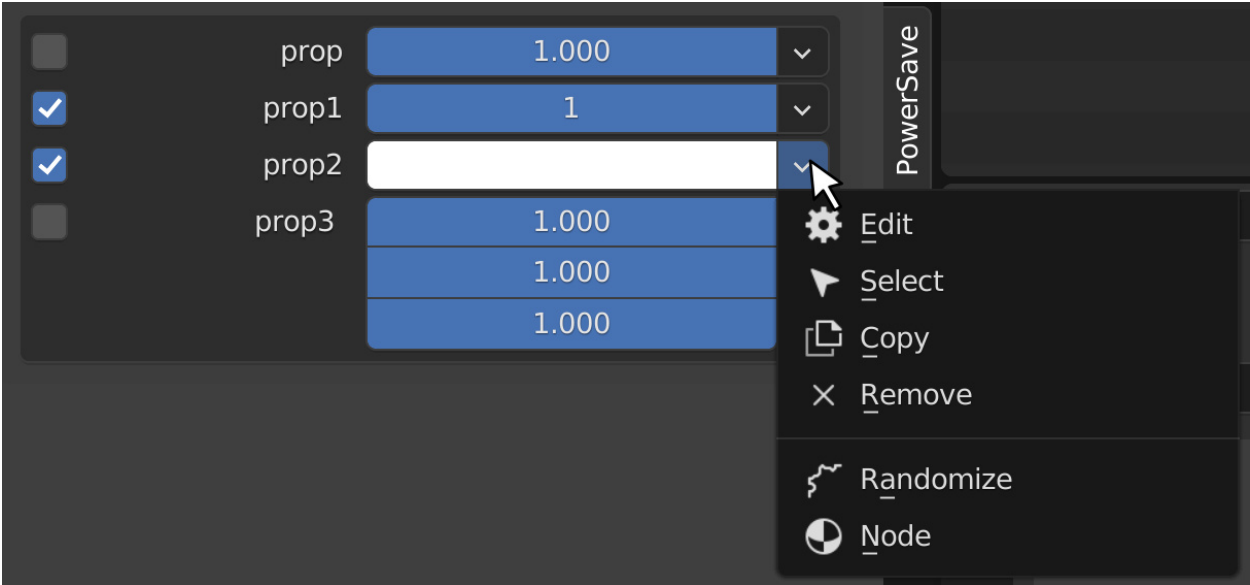 prop 1.000
prop1 1
prop2
prop3 1.000
1.000
1.000
PowerSave
Edit
Select
Copy
Remove
Randomize
Node